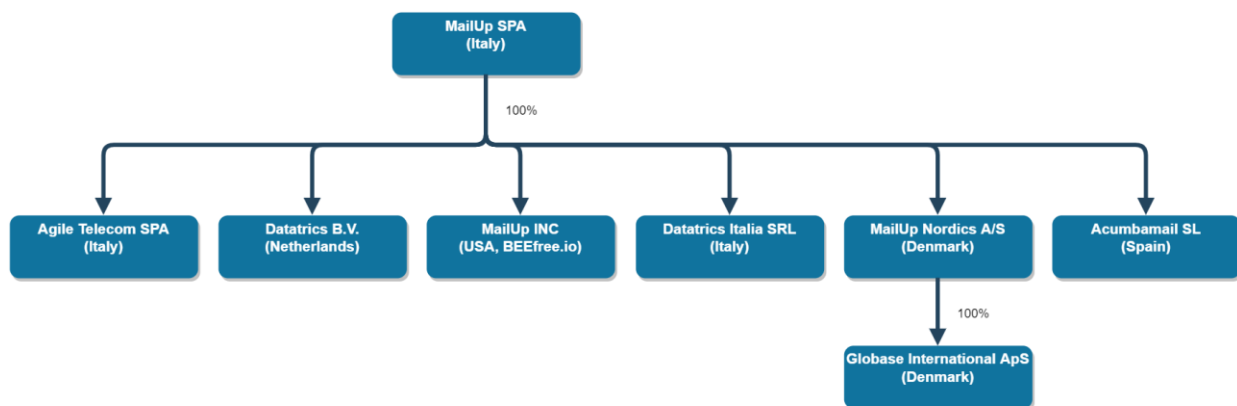 MailUp SPA
(Italy)
100%
Agile Telecom SPA
(Italy)
Datatrics B.V.
(Netherlands)
MailUp INC
(USA, BEEfree.io)
Datatrics Italia SRL
(Italy)
MailUp Nordics A/S
(Denmark)
Acumbamail SL
(Spain)
100%
Globase International ApS
(Denmark)